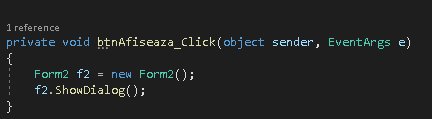 1 reference
private void btnAfiseaza_Click(object sender, EventArgs e)
{
Form2 f2 = new Form2();
f2.ShowDialog();
}